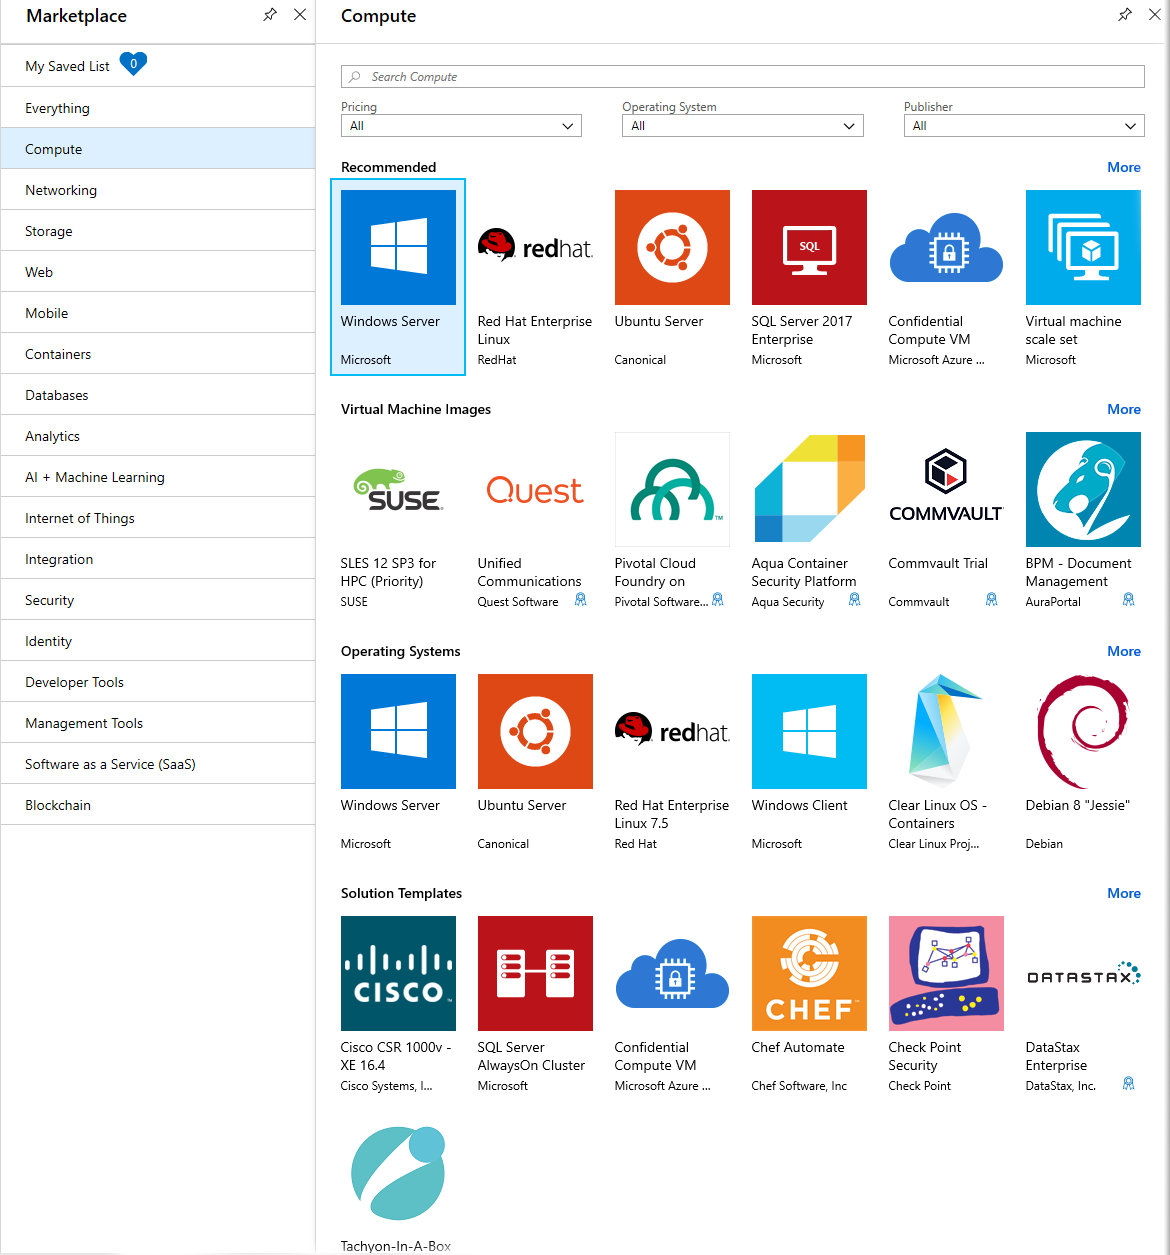 Marketplace
My Saved List
0
Everything
Compute
Networking
Storage
Web
Mobile
Containers
Databases
Analytics
AI + Machine Learning
Internet of Things
Integration
Security
Identity
Developer Tools
Management Tools
Software as a Service (SaaS)
Blockchain
Compute
Search Compute
Pricing
All
Operating System
All
Publisher
All
Recommended
More
Windows Server
Microsoft
redhat.
Red Hat Enterprise
Linux
RedHat
Ubuntu Server
Canonical
SQL
SQL Server 2017
Enterprise
Microsoft
Confidential
Compute VM
Microsoft Azure ...
Virtual machine
scale set
Microsoft
Virtual Machine Images
More
SUSE
SLES 12 SP3 for
HPC (Priority)
SUSE
Quest
Unified
Communications
Quest Software
TM
Pivotal Cloud
Foundry on
Pivotal Software...
Aqua Container
Security Platform
Aqua Security
COMMVAULT
Commvault Trial
Commvault
BPM - Document
Management
AuraPortal
Operating Systems
More
Windows Server
Microsoft
Ubuntu Server
Canonical
redhat.
Red Hat Enterprise
Linux 7.5
Red Hat
Windows Client
Microsoft
Clear Linux OS -
Containers
Clear Linux Proj...
Debian 8 "Jessie"
Debian
Solution Templates
More
CISCO
Cisco CSR 1000v -
XE 16.4
Cisco Systems, I...
SQL Server
AlwaysOn Cluster
Microsoft
Confidential
Compute VM
Microsoft Azure ...
CHEF
Chef Automate
Chef Software, Inc
Check Point
Security
Check Point
DATASTAX
DataStax
Enterprise
DataStax, Inc.
Tachyon-In-A-Box